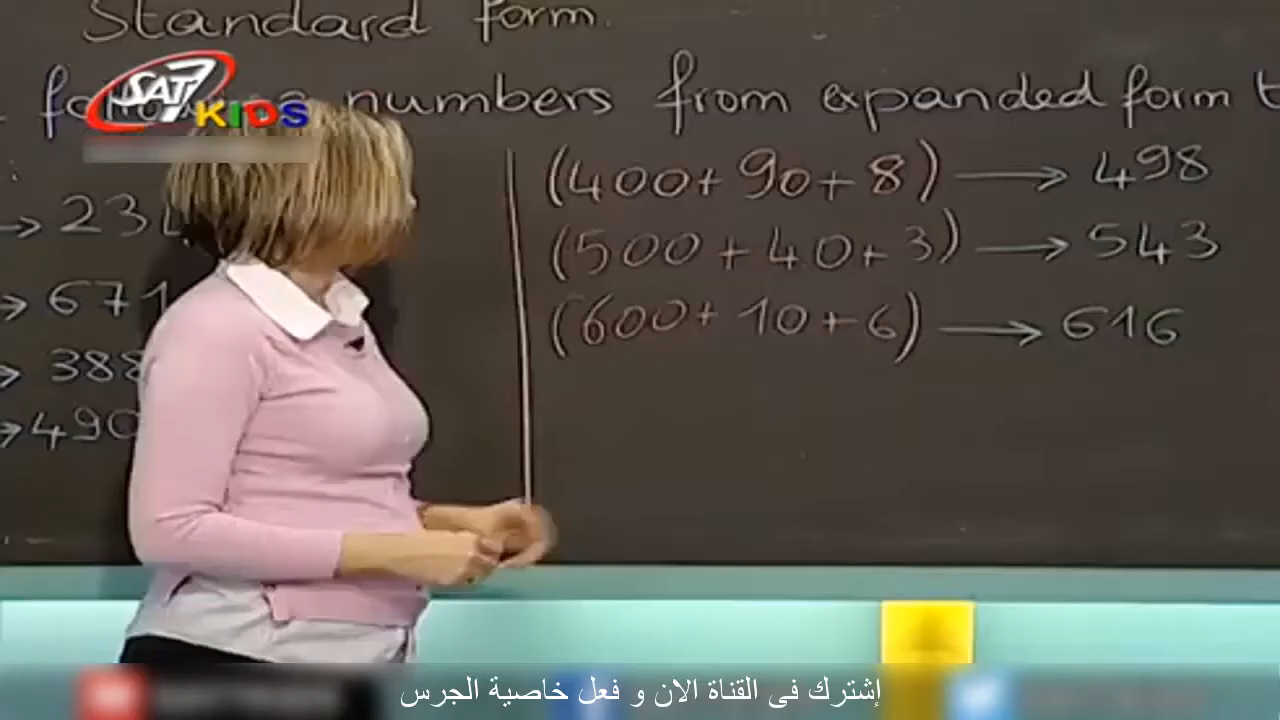 Standard form.
numbers from expanded form
(400+ 90+ 8) → 498
(500 + 40+ 3) → 543
(600+ 10+6) → 616
→ 23
→ 671
→ 388
→ 490
SAT7
KIDS
إشترك فى القناة الان و فعل خاصية الجرس